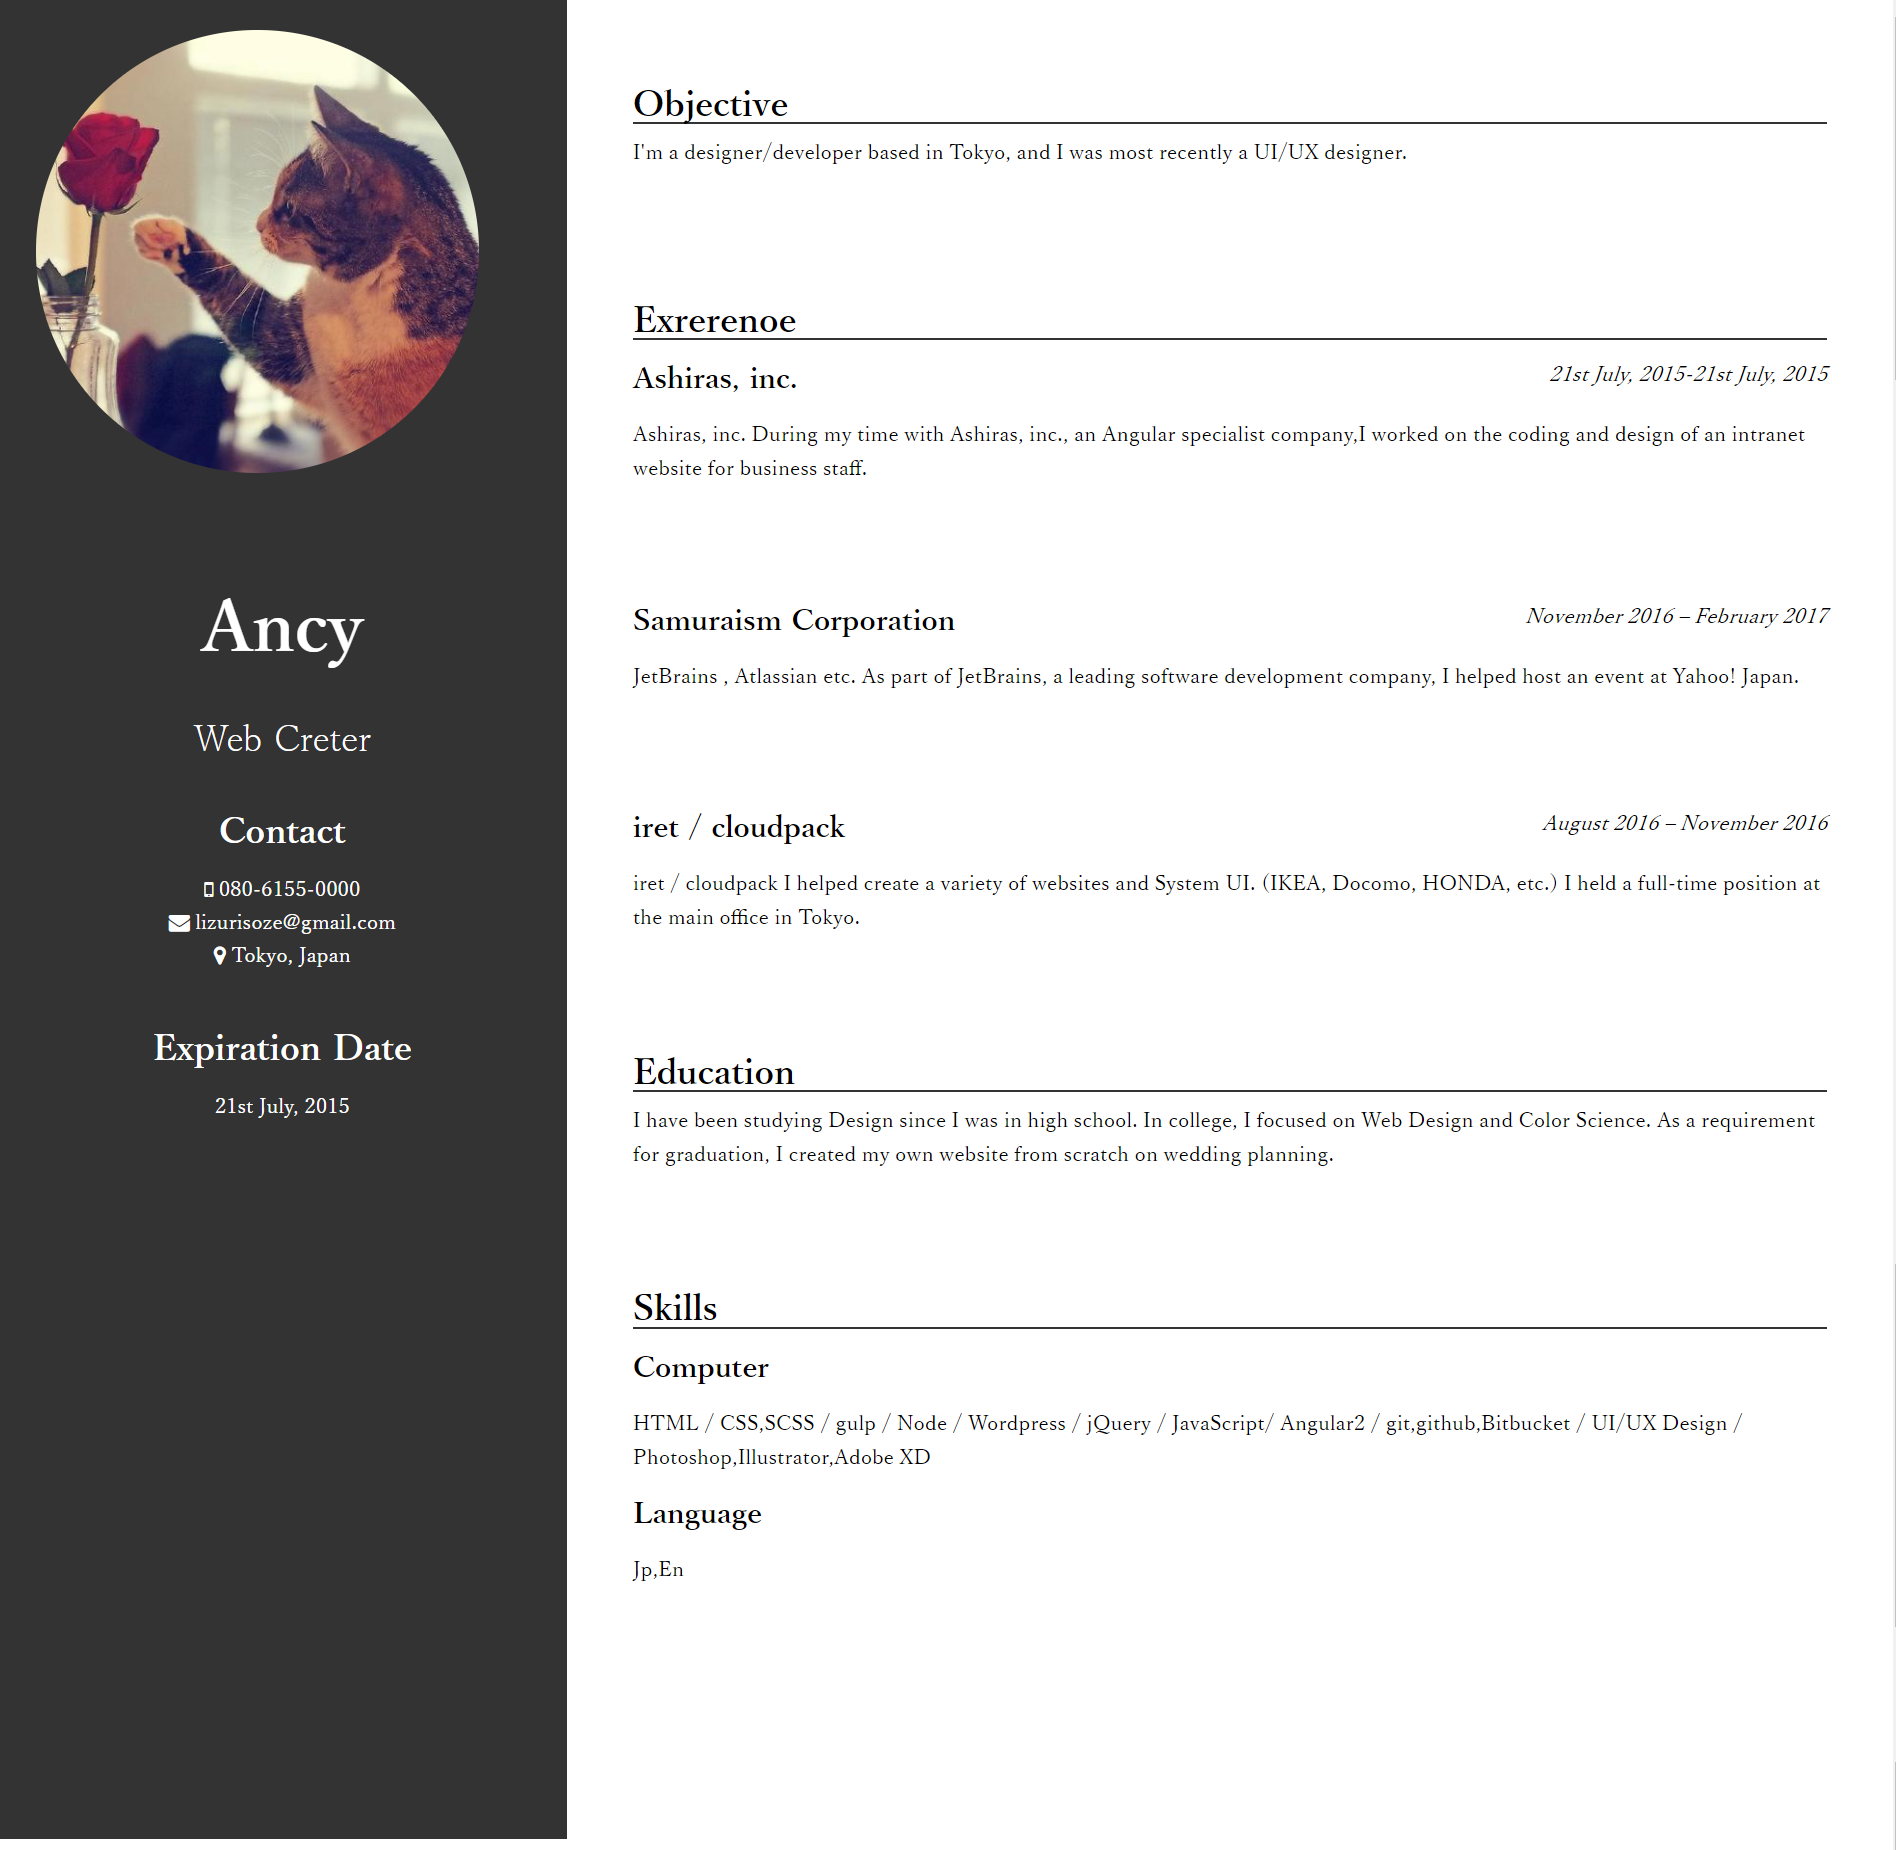 Ancy
Web Creter
Contact
080-6155-0000
lizurisoze@gmail.com
Tokyo, Japan
Expiration Date
21st July, 2015
Objective
I'm a designer/developer based in Tokyo, and I was most recently a UI/UX designer.
Exrerenoe
Ashiras, inc.
21st July, 2015-21st July, 2015
Ashiras, inc. During my time with Ashiras, inc., an Angular specialist company,I worked on the coding and design of an intranet
website for business staff.
Samuraism Corporation
November 2016 – February 2017
JetBrains , Atlassian etc. As part of JetBrains, a leading software development company, I helped host an event at Yahoo! Japan.
iret / cloudpack
August 2016 – November 2016
iret / cloudpack I helped create a variety of websites and System UI. (IKEA, Docomo, HONDA, etc.) I held a full-time position at
the main office in Tokyo.
Education
I have been studying Design since I was in high school. In college, I focused on Web Design and Color Science. As a requirement
for graduation, I created my own website from scratch on wedding planning.
Skills
Computer
HTML / CSS,SCSS / gulp / Node / Wordpress / jQuery / JavaScript/ Angular2 / git,github,Bitbucket / UI/UX Design /
Photoshop,Illustrator,Adobe XD
Language
Jp,En